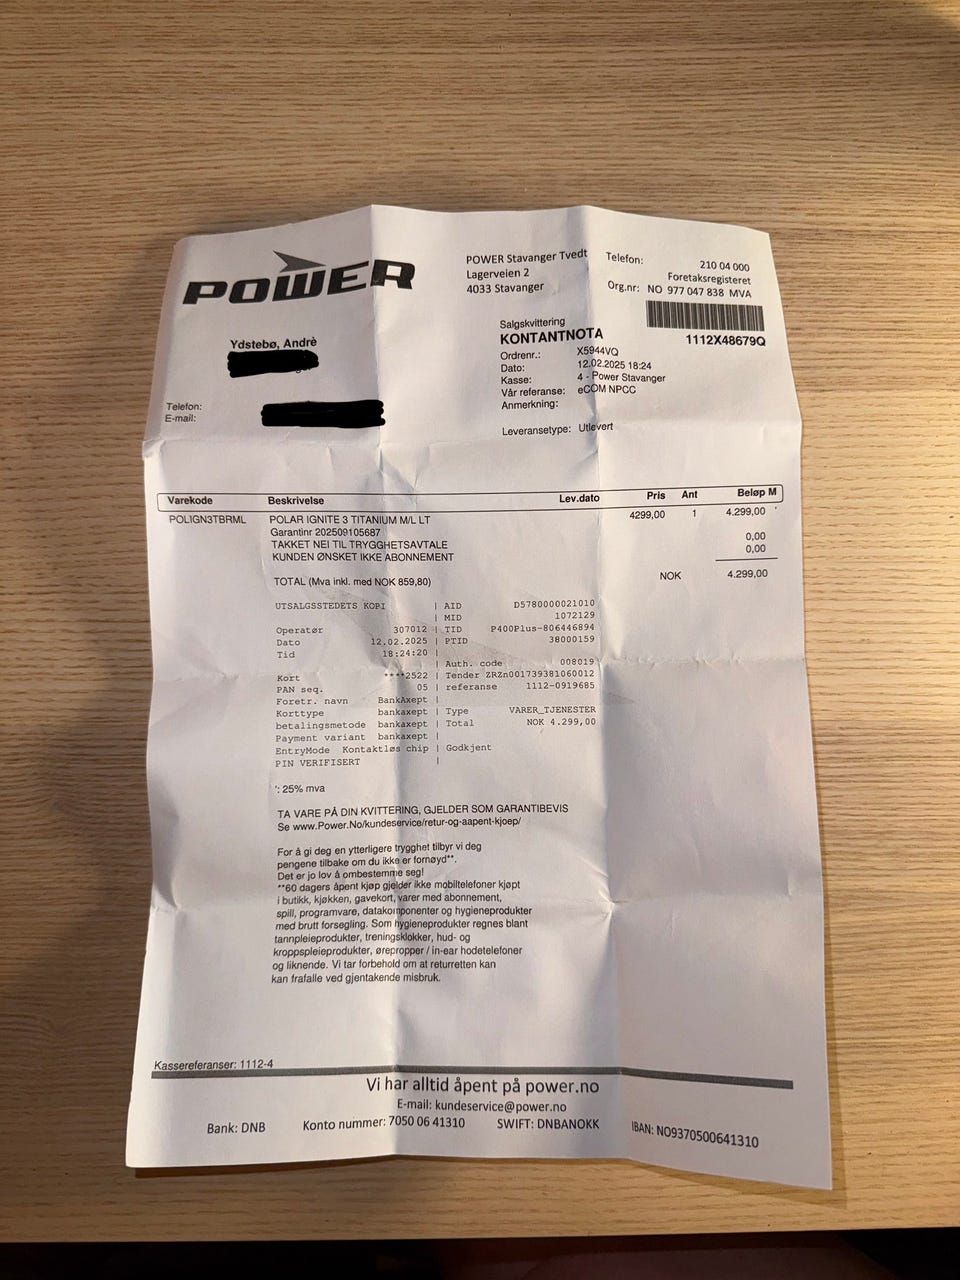 POWER
POWER Stavanger Tvedt
Lagerveien 2
4033 Stavanger
Telefon: 210 04 000
Foretaksregisteret
Org.nr: NO 977 047 838 MVA
1112X48679Q
Ydstebø, Andrè
Telefon:
E-mail:
Salgskvittering
KONTANTNOTA
Ordrenr.: X5944VQ
Dato: 12.02.2025 18:24
Kasse: 4 - Power Stavanger
Vår referanse: eCOM NPCC
Anmerkning:
Leveransetype: Utlevert
Varekode Beskrivelse Lev.dato Pris Ant Beløp M
POLIGN3TBRML POLAR IGNITE 3 TITANIUM M/L LT 4299,00 1 4.299,00 '
Garantinr 202509105687
TAKKET NEI TIL TRYGGHETSAVTALE 0,00
KUNDEN ØNSKET IKKE ABONNEMENT 0,00
TOTAL (Mva inkl. med NOK 859,80) NOK 4.299,00
UTSALGSSTEDETS KOPI | AID D5780000021010
| MID 1072129
Operatør 307012 | TID P400Plus-806446894
Dato 12.02.2025 | PTID 38000159
Tid 18:24:20 |
| Auth. code 008019
Kort ****2522 | Tender ZRZn001739381060012
PAN seq. 05 | referanse 1112-0919685
Foretr. navn BankAxept |
Korttype bankaxept | Type VARER_TJENESTER
betalingsmetode bankaxept | Total NOK 4.299,00
Payment variant bankaxept |
EntryMode Kontaktløs chip | Godkjent
PIN VERIFISERT |
': 25% mva
TA VARE PÅ DIN KVITTERING, GJELDER SOM GARANTIBEVIS
Se www.Power.No/kundeservice/retur-og-aapent-kjoep/
For å gi deg en ytterligere trygghet tilbyr vi deg
pengene tilbake om du ikke er fornøyd**.
Det er jo lov å ombestemme seg!
**60 dagers åpent kjøp gjelder ikke mobiltelefoner kjøpt
i butikk, kjøkken, gavekort, varer med abonnement,
spill, programvare, datakomponenter og hygieneprodukter
med brutt forsegling. Som hygieneprodukter regnes blant
tannpleieprodukter, treningsklokker, hud- og
kroppspleieprodukter, ørepropper / in-ear hodetelefoner
og liknende. Vi tar forbehold om at returretten kan
kan frafalle ved gjentakende misbruk.
Kassereferanser: 1112-4
Vi har alltid åpent på power.no
E-mail: kundeservice@power.no
Bank: DNB Konto nummer: 7050 06 41310 SWIFT: DNBANOKK IBAN: NO9370500641310